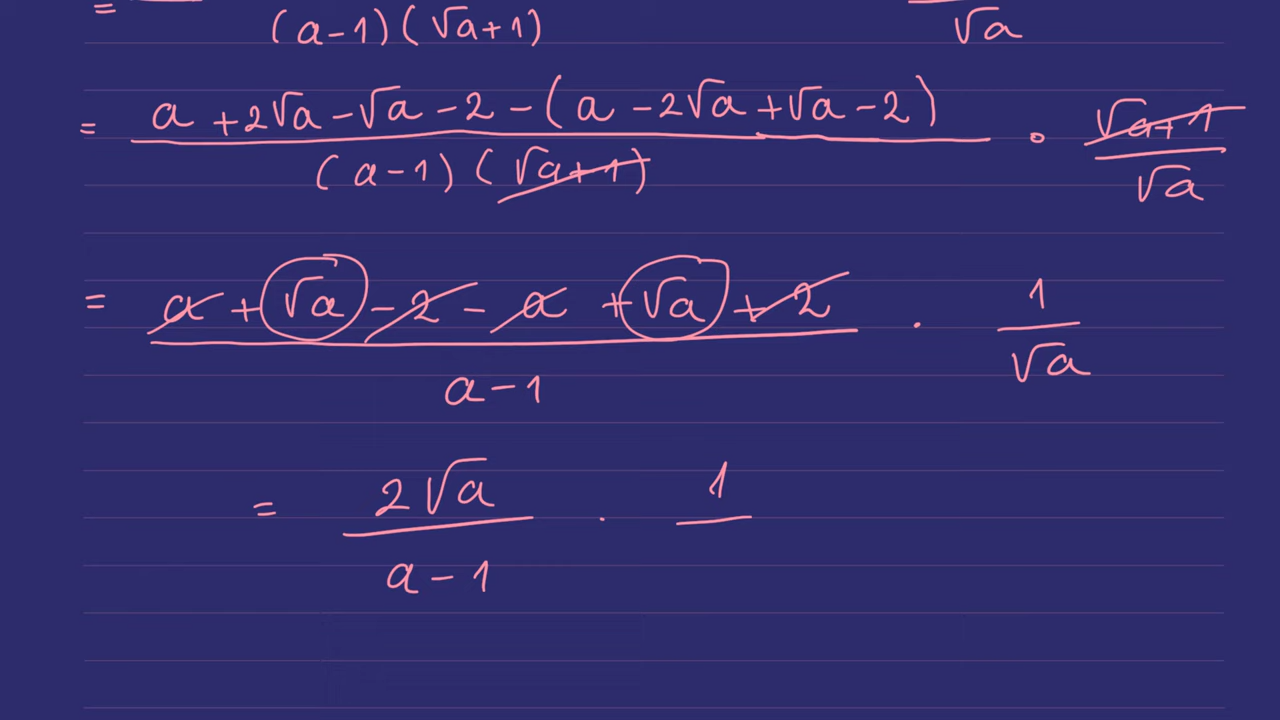 = (a-1)(√a+1) √a
= a+2√a-√a-2-(a-2√a+√a-2) / (a-1)(√a+1) · √a+1 / √a
= a+√a-2-a+√a+2 / a-1 · 1 / √a
= 2√a / a-1 · 1